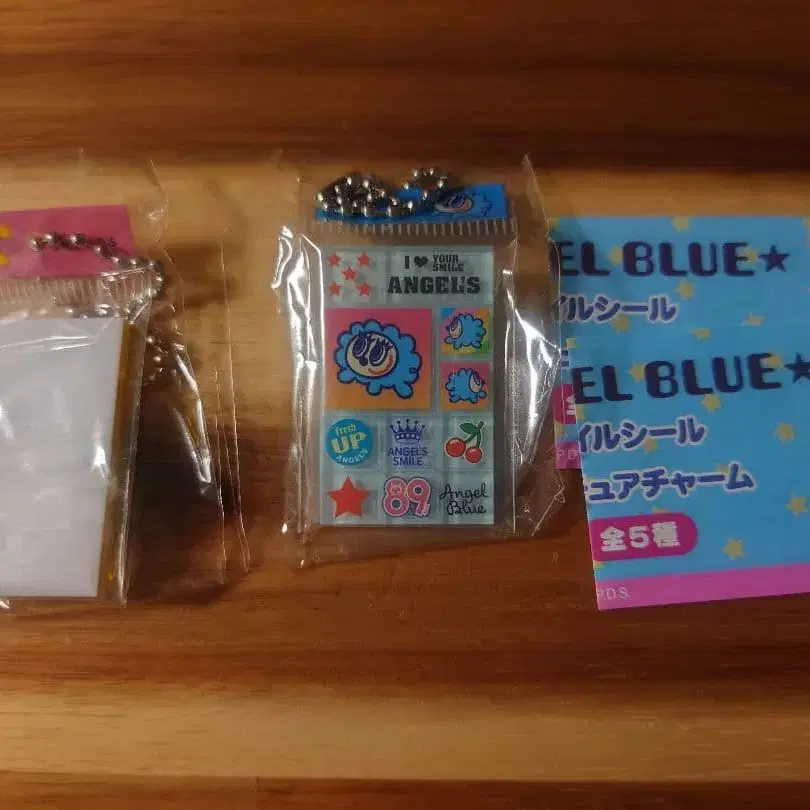 I ♥ YOUR SMILE
ANGEL'S
Fresh
UP
ANGEL'S
ANGEL'S
SMILE
89
Angel
Blue
EL BLUE★
イルシール
EL BLUE★
イルシール
ュアチャーム
全5種
P.D.S.